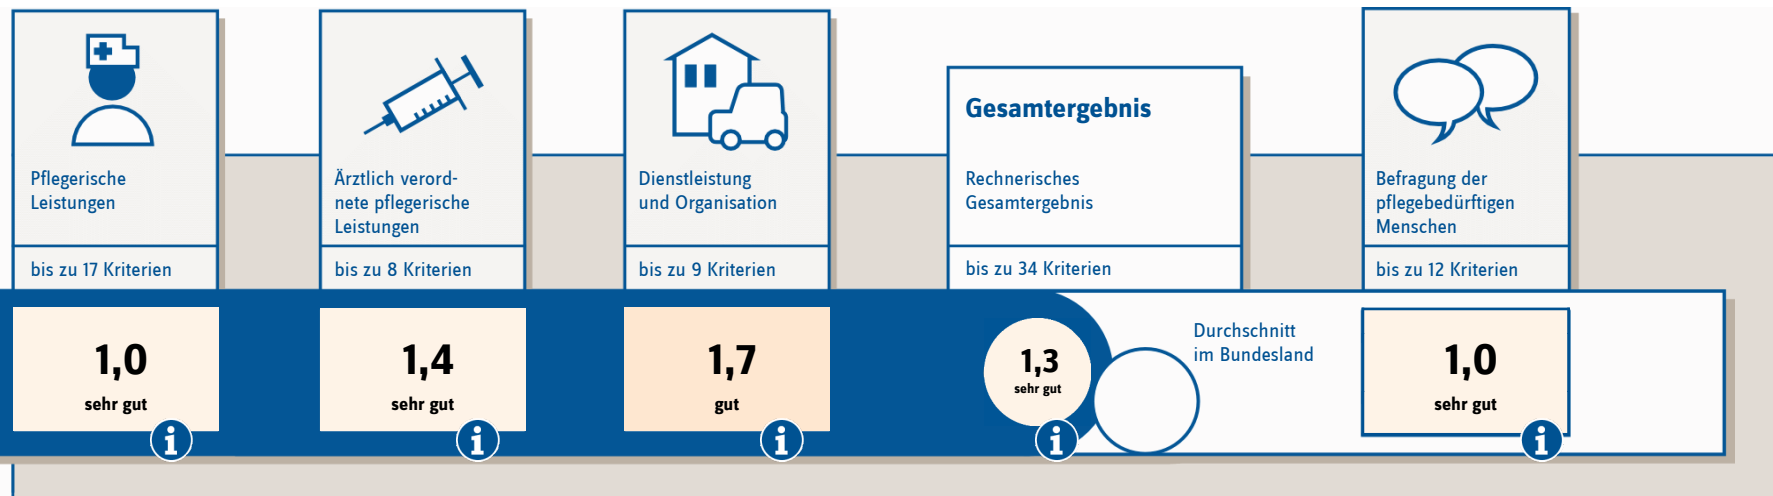 Pflegerische
Leistungen
bis zu 17 Kriterien
1,0
sehr gut
i
Ärztlich verord-
nete pflegerische
Leistungen
bis zu 8 Kriterien
1,4
sehr gut
i
Dienstleistung
und Organisation
bis zu 9 Kriterien
1,7
gut
i
Gesamtergebnis
Rechnerisches
Gesamtergebnis
bis zu 34 Kriterien
1,3
sehr gut
i
Durchschnitt
im Bundesland
Befragung der
pflegebedürftigen
Menschen
bis zu 12 Kriterien
1,0
sehr gut
i